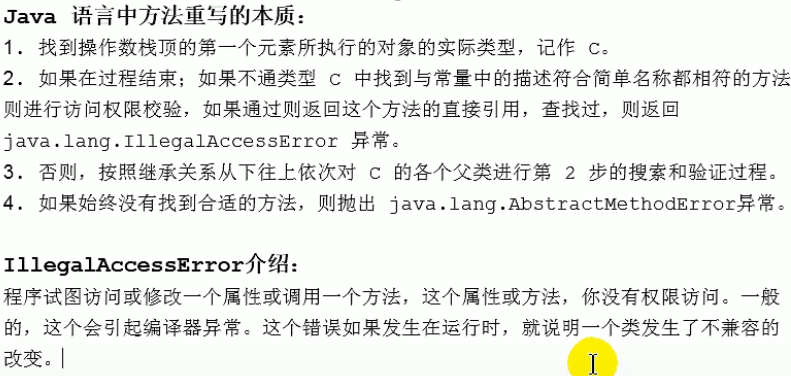 Java 语言中方法重写的本质：
1. 找到操作数栈顶的第一个元素所执行的对象的实际类型，记作 C。
2. 如果在过程结束；如果不通类型 C 中找到与常量中的描述符合简单名称都相符的方法
则进行访问权限校验，如果通过则返回这个方法的直接引用，查找过，则返回
java.lang.IllegalAccessError 异常。
3. 否则，按照继承关系从下往上依次对 C 的各个父类进行第 2 步的搜素和验证过程。
4. 如果始终没有找到合适的方法，则抛出 java.lang.AbstractMethodError异常。
IllegalAccessError介绍：
程序试图访问或修改一个属性或调用一个方法，这个属性或方法，你没有权限访问。一般
的，这个会引起编译器异常。这个错误如果发生在运行时，就说明一个类发生了不兼容的
改变。